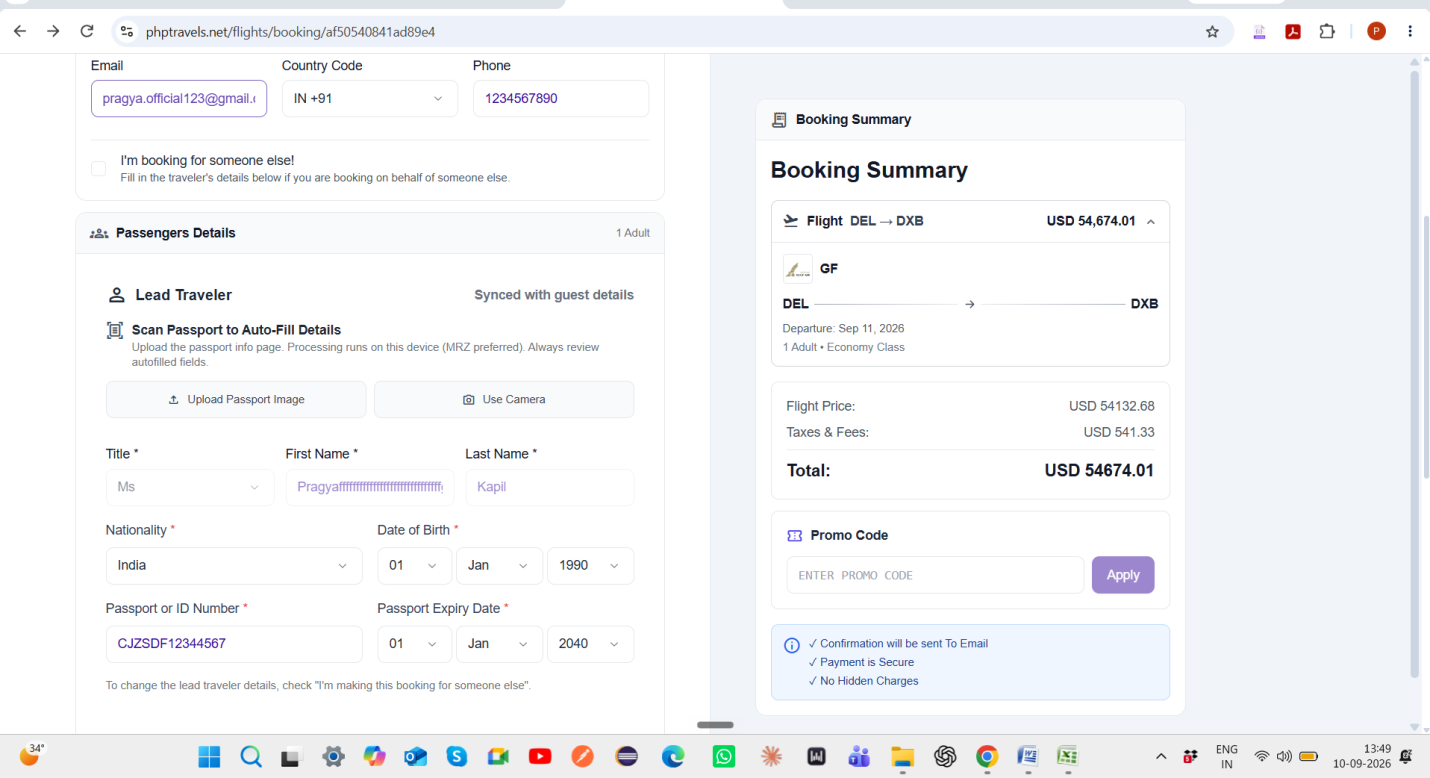 phptravels.net/flights/booking/af50540841ad89e4
P
Email
Country Code
Phone
pragya.official123@gmail.c
IN +91
1234567890
I'm booking for someone else!
Fill in the traveler's details below if you are booking on behalf of someone else.
Passengers Details
1 Adult
Lead Traveler
Synced with guest details
Scan Passport to Auto-Fill Details
Upload the passport info page. Processing runs on this device (MRZ preferred). Always review
autofilled fields.
Upload Passport Image
Use Camera
Title *
First Name *
Last Name *
Ms
Kapil
Nationality *
Date of Birth *
India
01
Jan
1990
Passport or ID Number *
Passport Expiry Date *
CJZSDF12344567
01
Jan
2040
To change the lead traveler details, check "I'm making this booking for someone else".
Booking Summary
Booking Summary
Flight DEL → DXB
USD 54,674.01
GF
DEL
DXB
Departure: Sep 11, 2026
1 Adult • Economy Class
Flight Price:
USD 54132.68
Taxes & Fees:
USD 541.33
Total:
USD 54674.01
Promo Code
ENTER PROMO CODE
Apply
✓ Confirmation will be sent To Email
✓ Payment is Secure
✓ No Hidden Charges
34°
ENG
IN
13:49
10-09-2026